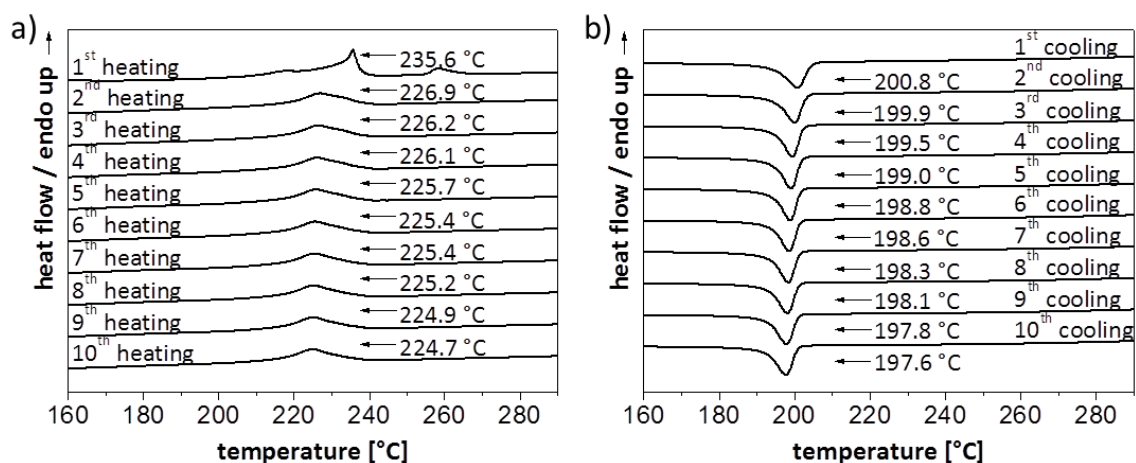 a)
heat flow / endo up
1st heating
235.6 °C
2nd heating
226.9 °C
3rd heating
226.2 °C
4th heating
226.1 °C
5th heating
225.7 °C
6th heating
225.4 °C
7th heating
225.4 °C
8th heating
225.2 °C
9th heating
224.9 °C
10th heating
224.7 °C
160 180 200 220 240 260 280
temperature [°C]
b)
heat flow / endo up
1st cooling
200.8 °C
2nd cooling
199.9 °C
3rd cooling
199.5 °C
4th cooling
199.0 °C
5th cooling
198.8 °C
6th cooling
198.6 °C
7th cooling
198.3 °C
8th cooling
198.1 °C
9th cooling
197.8 °C
10th cooling
197.6 °C
160 180 200 220 240 260 280
temperature [°C]